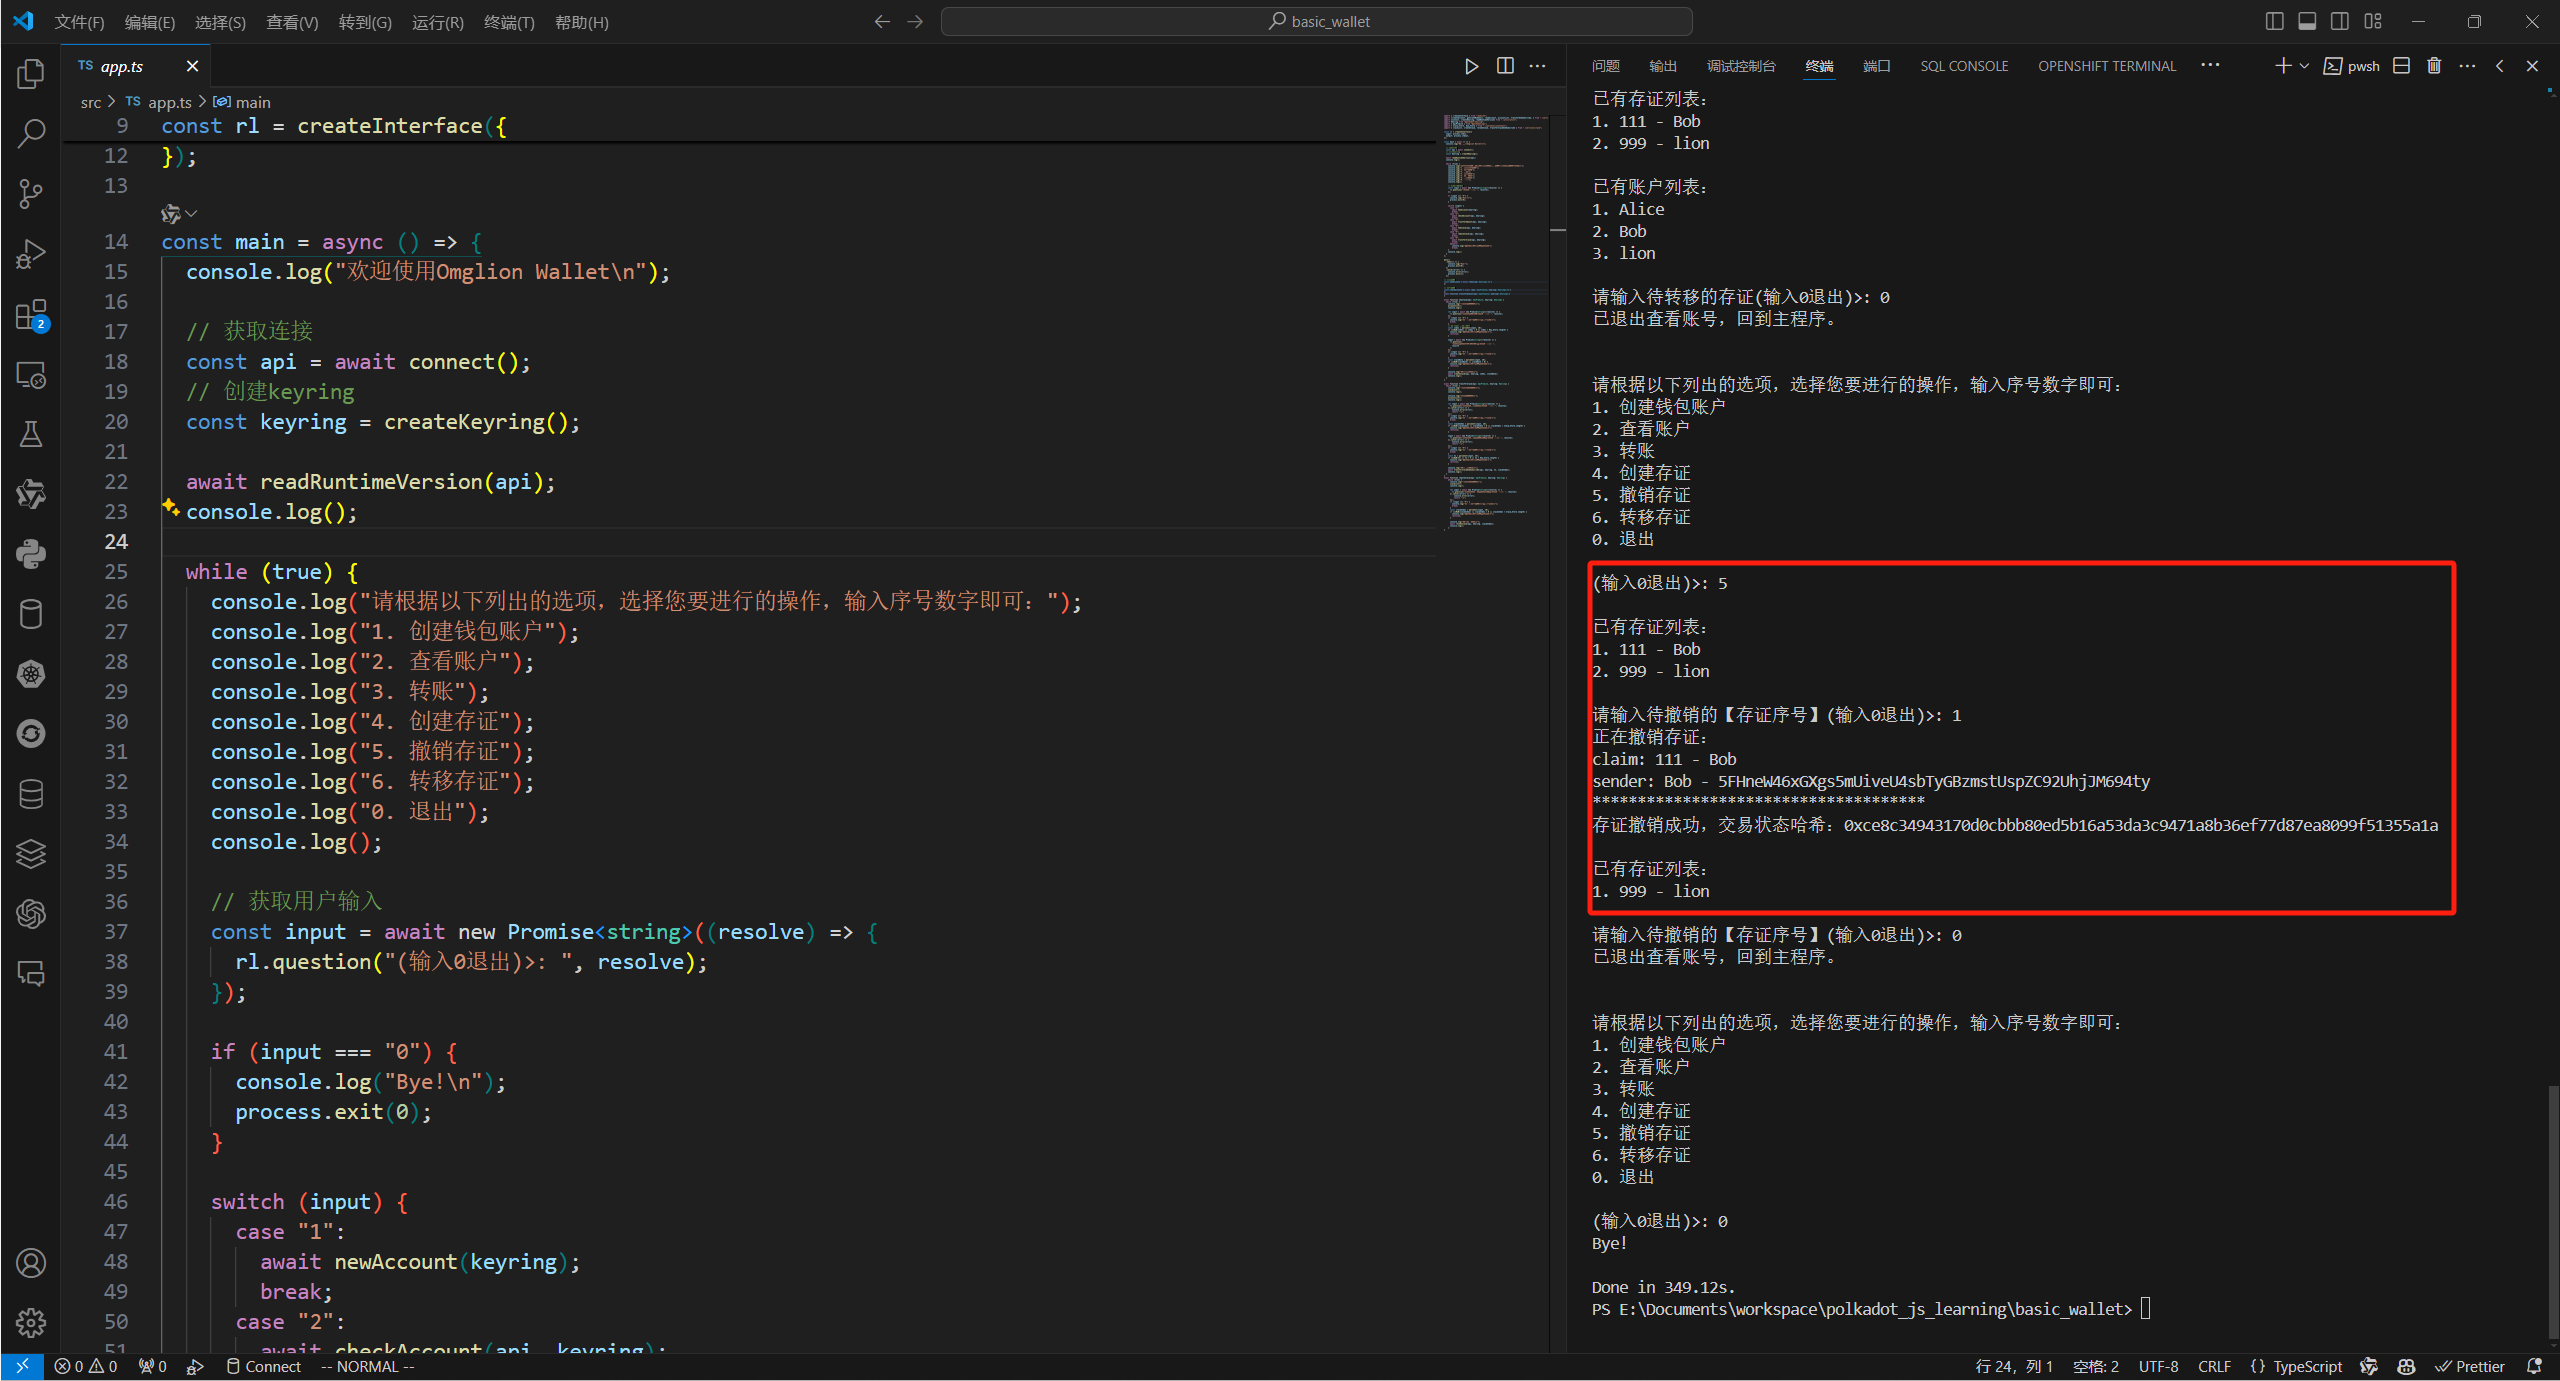 文件(F) 编辑(E) 选择(S) 查看(V) 转到(G) 运行(R) 终端(T) 帮助(H)
basic_wallet
TS app.ts
src > TS app.ts > main
9 const rl = createInterface({
12 });
13
14 const main = async () => {
15 console.log("欢迎使用Omglion Wallet\n");
16
17 // 获取连接
18 const api = await connect();
19 // 创建keyring
20 const keyring = createKeyring();
21
22 await readRuntimeVersion(api);
23 console.log();
24
25 while (true) {
26 console.log("请根据以下列出的选项，选择您要进行的操作，输入序号数字即可：");
27 console.log("1. 创建钱包账户");
28 console.log("2. 查看账户");
29 console.log("3. 转账");
30 console.log("4. 创建存证");
31 console.log("5. 撤销存证");
32 console.log("6. 转移存证");
33 console.log("0. 退出");
34 console.log();
35
36 // 获取用户输入
37 const input = await new Promise<string>((resolve) => {
38 rl.question("(输入0退出)>: ", resolve);
39 });
40
41 if (input === "0") {
42 console.log("Bye!\n");
43 process.exit(0);
44 }
45
46 switch (input) {
47 case "1":
48 await newAccount(keyring);
49 break;
50 case "2":
51 await checkAccount(api, keyring);
问题 输出 调试控制台 终端 端口 SQL CONSOLE OPENSHIFT TERMINAL pwsh
已有存证列表：
1. 111 - Bob
2. 999 - lion
已有账户列表：
1. Alice
2. Bob
3. lion
请输入待转移的存证(输入0退出)>: 0
已退出查看账号，回到主程序。
请根据以下列出的选项，选择您要进行的操作，输入序号数字即可：
1. 创建钱包账户
2. 查看账户
3. 转账
4. 创建存证
5. 撤销存证
6. 转移存证
0. 退出
(输入0退出)>: 5
已有存证列表：
1. 111 - Bob
2. 999 - lion
请输入待撤销的【存证序号】(输入0退出)>: 1
正在撤销存证：
claim: 111 - Bob
sender: Bob - 5FHneW46xGXgs5mUiveU4sbTyGBzmstUspZC92UhjJM694ty
*************************************
存证撤销成功，交易状态哈希：0xce8c34943170d0cbbb80ed5b16a53da3c9471a8b36ef77d87ea8099f51355a1a
已有存证列表：
1. 999 - lion
请输入待撤销的【存证序号】(输入0退出)>: 0
已退出查看账号，回到主程序。
请根据以下列出的选项，选择您要进行的操作，输入序号数字即可：
1. 创建钱包账户
2. 查看账户
3. 转账
4. 创建存证
5. 撤销存证
6. 转移存证
0. 退出
(输入0退出)>: 0
Bye!
Done in 349.12s.
PS E:\Documents\workspace\polkadot_js_learning\basic_wallet>
2
0 0 0 Connect -- NORMAL -- 行 24，列 1 空格: 2 UTF-8 CRLF {} TypeScript Prettier